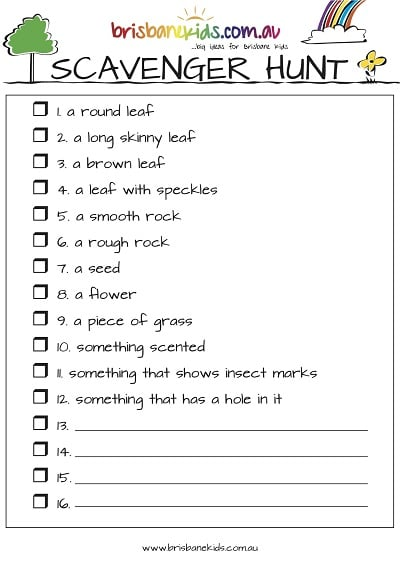 brisbanekids.com.au
...big ideas for brisbane kids
SCAVENGER HUNT
1. a round leaf
2. a long skinny leaf
3. a brown leaf
4. a leaf with speckles
5. a smooth rock
6. a rough rock
7. a seed
8. a flower
9. a piece of grass
10. something scented
11. something that shows insect marks
12. something that has a hole in it
13.
14.
15.
16.
www.brisbanekids.com.au